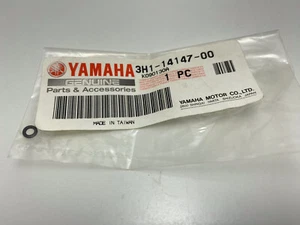 YAMAHA
GENUINE
Parts & Accessories
3H1-14147-00
1 PC
YAMAHA MOTOR CO., LTD.
MADE IN TAIWAN